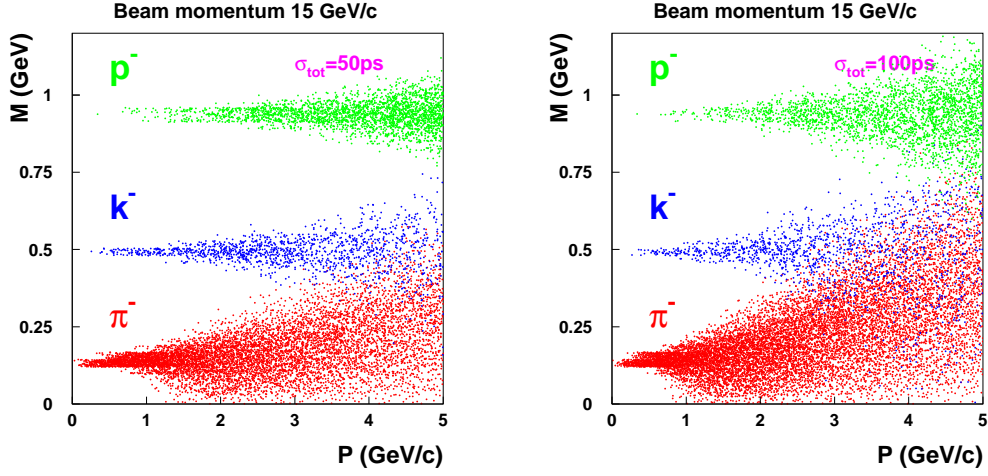 Beam momentum 15 GeV/c
M (GeV)
p⁻
σtot=50ps
k⁻
π⁻
1
0.75
0.5
0.25
0
0 1 2 3 4 5
P (GeV/c)
Beam momentum 15 GeV/c
M (GeV)
p⁻
σtot=100ps
k⁻
π⁻
1
0.75
0.5
0.25
0
0 1 2 3 4 5
P (GeV/c)